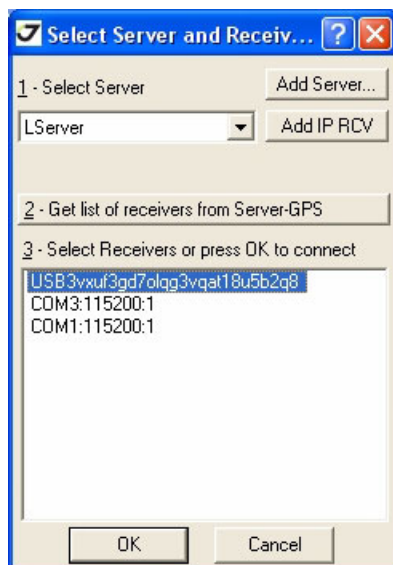 Select Server and Receiv...
1 - Select Server
Add Server...
LServer
Add IP RCV
2 - Get list of receivers from Server-GPS
3 - Select Receivers or press OK to connect
USB3vxuf3gd7olqg3vqat18u5b2q8
COM3:115200:1
COM1:115200:1
OK
Cancel